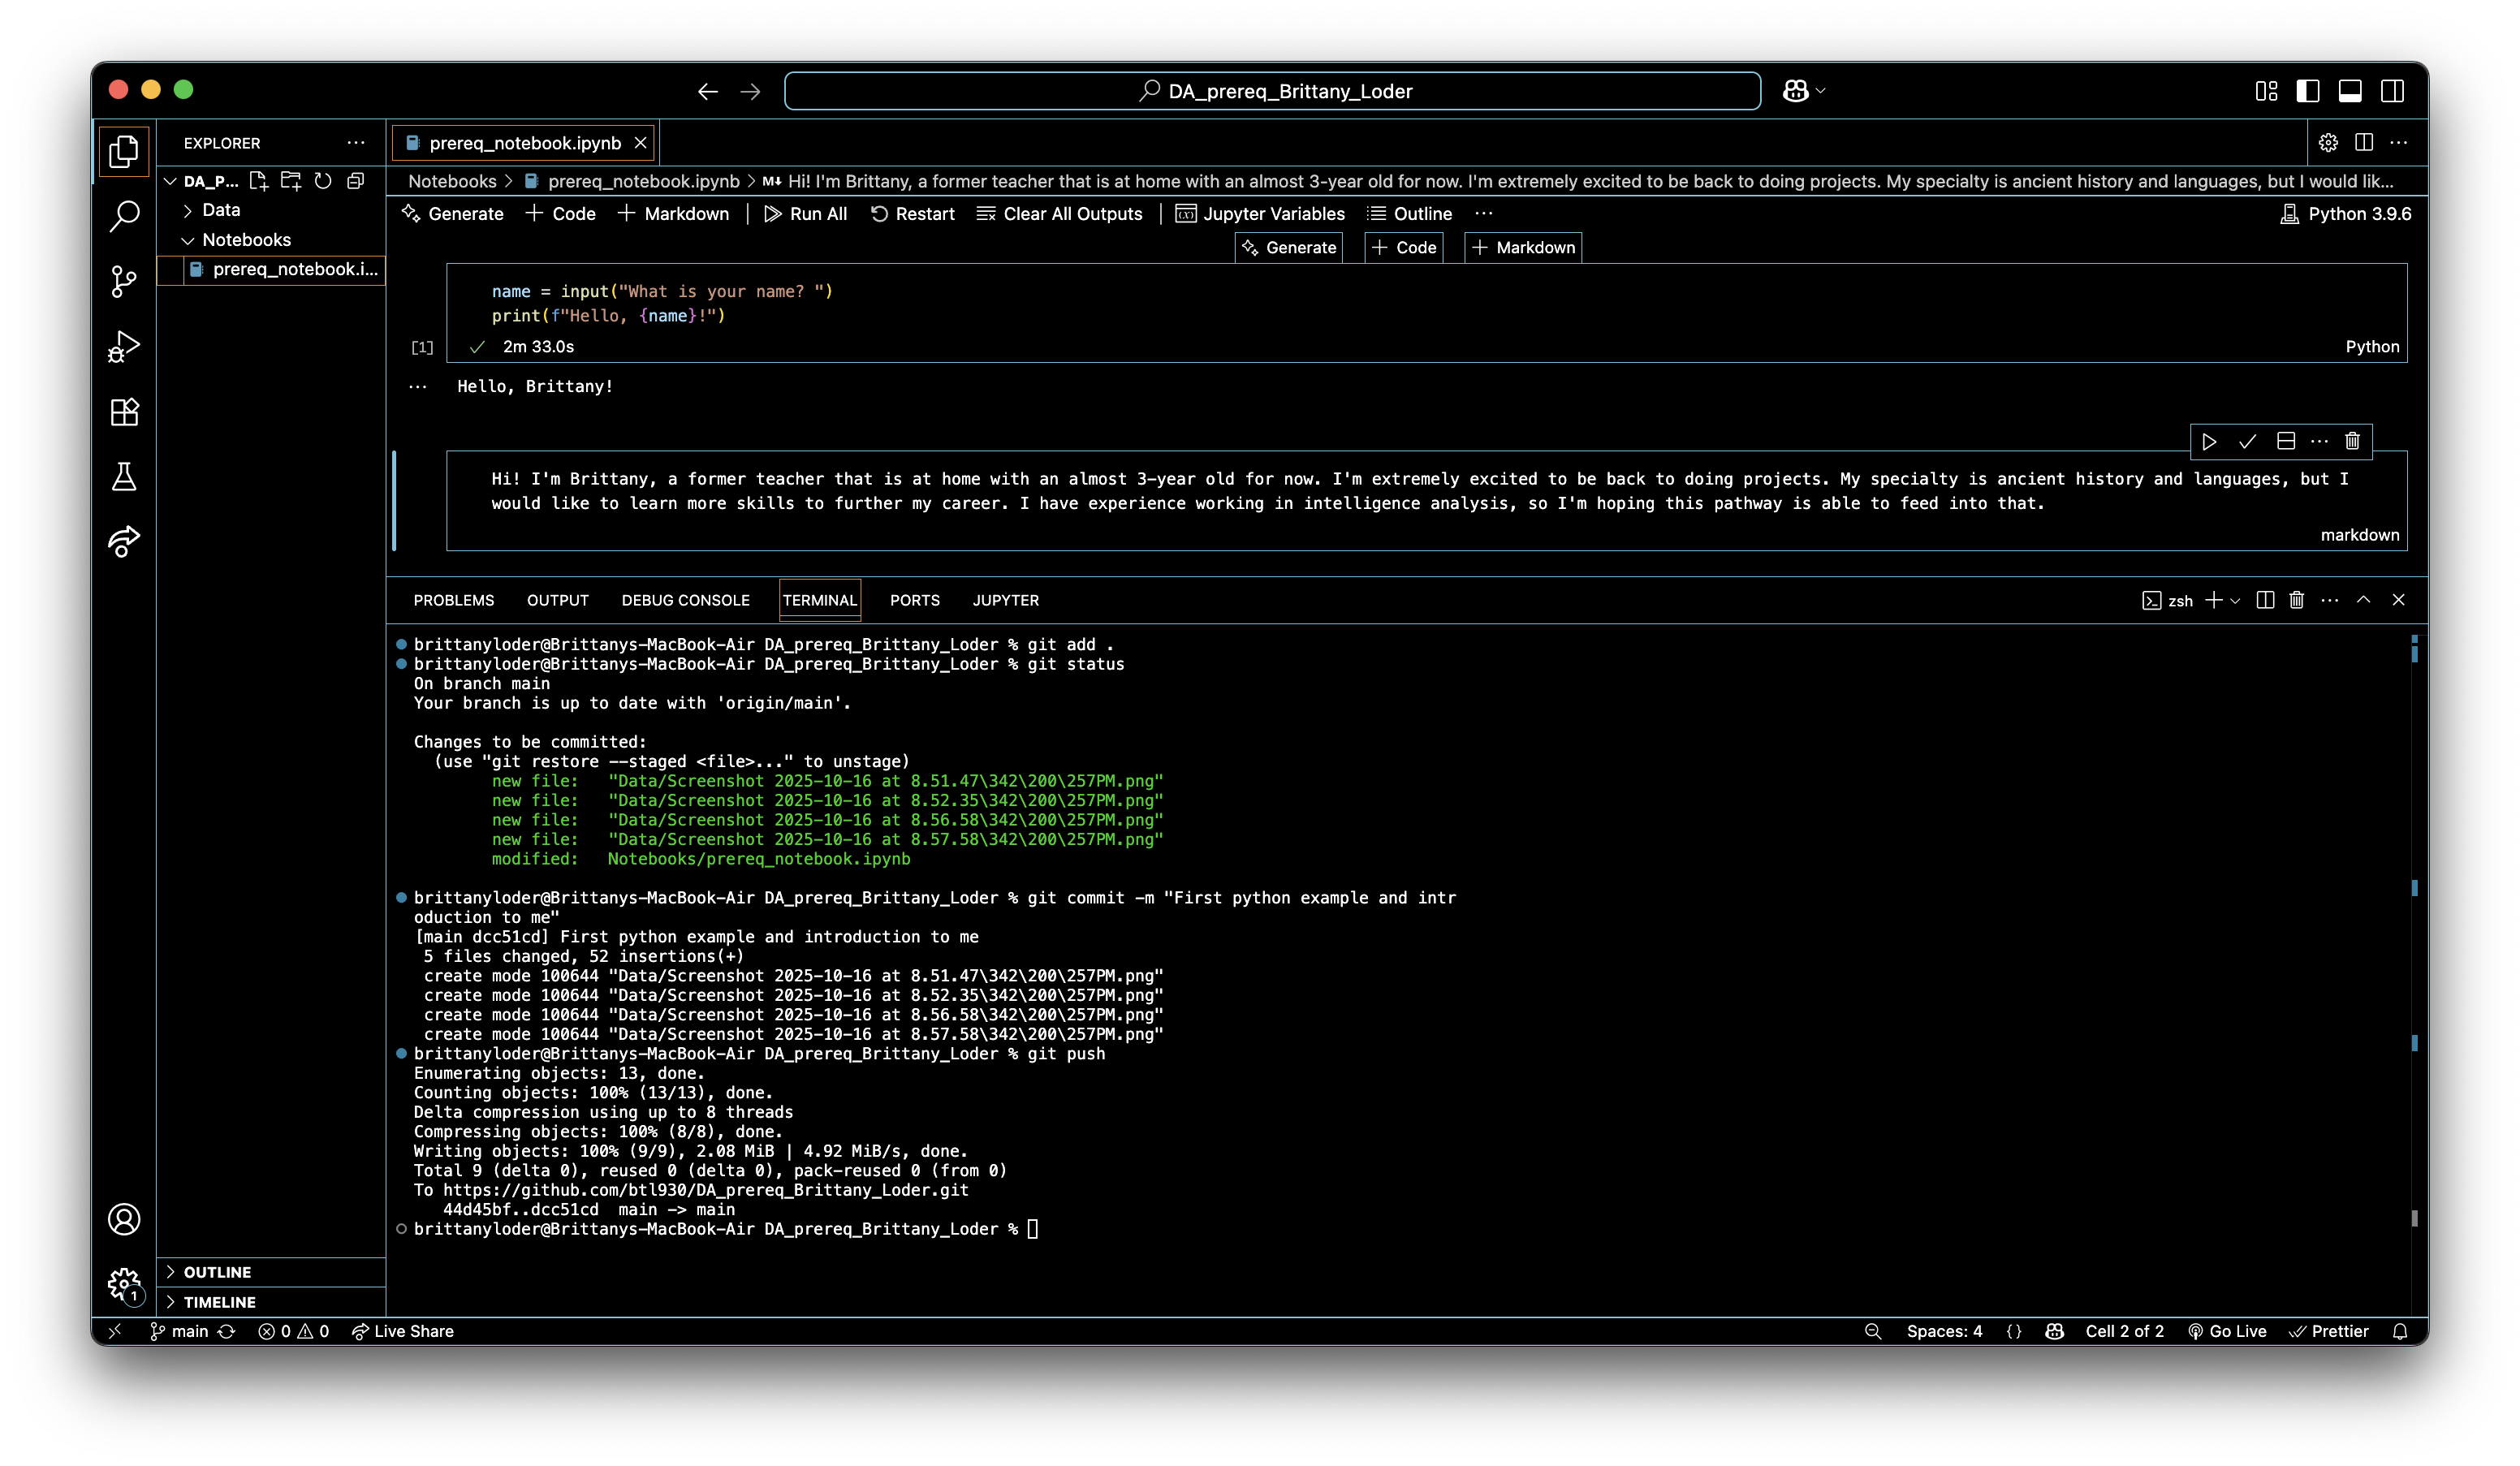 DA_prereq_Brittany_Loder
EXPLORER
DA_P...
Data
Notebooks
prereq_notebook.i...
OUTLINE
TIMELINE
prereq_notebook.ipynb
Notebooks > prereq_notebook.ipynb > M↓ Hi! I'm Brittany, a former teacher that is at home with an almost 3-year old for now. I'm extremely excited to be back to doing projects. My specialty is ancient history and languages, but I would lik...
Generate + Code + Markdown | Run All Restart Clear All Outputs | Jupyter Variables Outline ...
Python 3.9.6
Generate + Code + Markdown
name = input("What is your name? ")
print(f"Hello, {name}!")
[1] ✓ 2m 33.0s
Python
... Hello, Brittany!
Hi! I'm Brittany, a former teacher that is at home with an almost 3-year old for now. I'm extremely excited to be back to doing projects. My specialty is ancient history and languages, but I
would like to learn more skills to further my career. I have experience working in intelligence analysis, so I'm hoping this pathway is able to feed into that.
markdown
PROBLEMS OUTPUT DEBUG CONSOLE TERMINAL PORTS JUPYTER
zsh
brittanyloder@Brittanys-MacBook-Air DA_prereq_Brittany_Loder % git add .
brittanyloder@Brittanys-MacBook-Air DA_prereq_Brittany_Loder % git status
On branch main
Your branch is up to date with 'origin/main'.
Changes to be committed:
(use "git restore --staged <file>..." to unstage)
new file: "Data/Screenshot 2025-10-16 at 8.51.47\342\200\257PM.png"
new file: "Data/Screenshot 2025-10-16 at 8.52.35\342\200\257PM.png"
new file: "Data/Screenshot 2025-10-16 at 8.56.58\342\200\257PM.png"
new file: "Data/Screenshot 2025-10-16 at 8.57.58\342\200\257PM.png"
modified: Notebooks/prereq_notebook.ipynb
brittanyloder@Brittanys-MacBook-Air DA_prereq_Brittany_Loder % git commit -m "First python example and intr
oduction to me"
[main dcc51cd] First python example and introduction to me
5 files changed, 52 insertions(+)
create mode 100644 "Data/Screenshot 2025-10-16 at 8.51.47\342\200\257PM.png"
create mode 100644 "Data/Screenshot 2025-10-16 at 8.52.35\342\200\257PM.png"
create mode 100644 "Data/Screenshot 2025-10-16 at 8.56.58\342\200\257PM.png"
create mode 100644 "Data/Screenshot 2025-10-16 at 8.57.58\342\200\257PM.png"
brittanyloder@Brittanys-MacBook-Air DA_prereq_Brittany_Loder % git push
Enumerating objects: 13, done.
Counting objects: 100% (13/13), done.
Delta compression using up to 8 threads
Compressing objects: 100% (8/8), done.
Writing objects: 100% (9/9), 2.08 MiB | 4.92 MiB/s, done.
Total 9 (delta 0), reused 0 (delta 0), pack-reused 0 (from 0)
To https://github.com/btl930/DA_prereq_Brittany_Loder.git
44d45bf..dcc51cd main -> main
brittanyloder@Brittanys-MacBook-Air DA_prereq_Brittany_Loder %
1
main 0 0 Live Share
Spaces: 4 {} Cell 2 of 2 Go Live Prettier